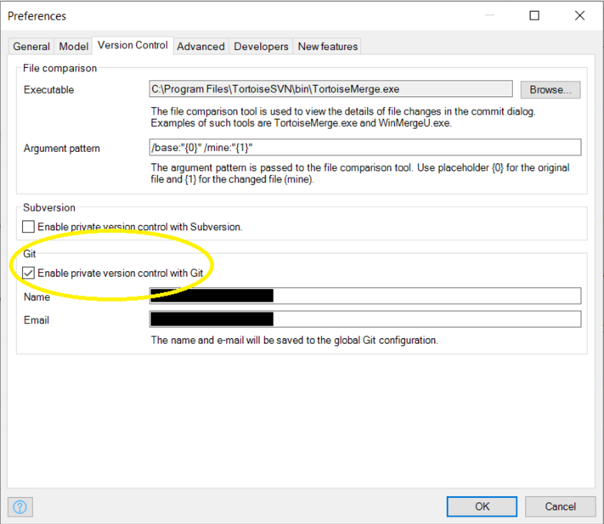 Preferences
General Model Version Control Advanced Developers New features
File comparison
Executable C:\Program Files\TortoiseSVN\bin\TortoiseMerge.exe Browse...
The file comparison tool is used to view the details of file changes in the commit dialog.
Examples of such tools are TortoiseMerge.exe and WinMergeU.exe.
Argument pattern /base:"{0}" /mine:"{1}"
The argument pattern is passed to the file comparison tool. Use placeholder {0} for the original
file and {1} for the changed file (mine).
Subversion
Enable private version control with Subversion.
Git
Enable private version control with Git
Name
Email
The name and e-mail will be saved to the global Git configuration.
? OK Cancel